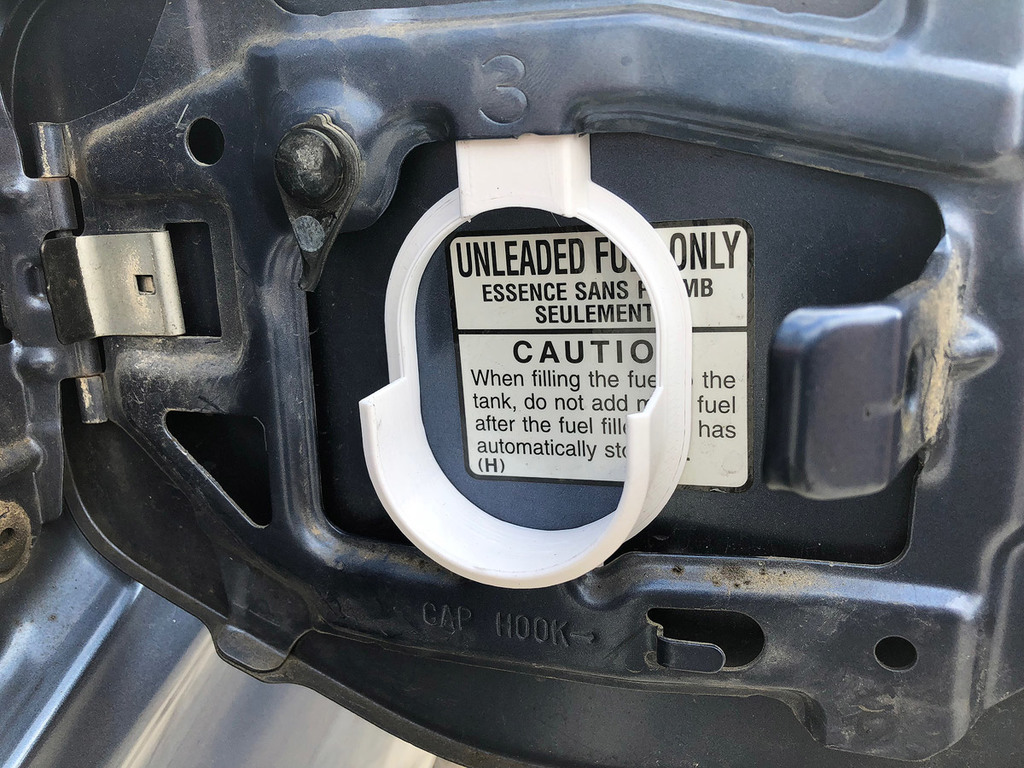 3
UNLEADED FU ONLY
ESSENCE SANS P MB
SEULEMENT
CAUTIO
When filling the fue the
tank, do not add m fuel
after the fuel fille has
automatically sto
(H)
CAP HOOK→